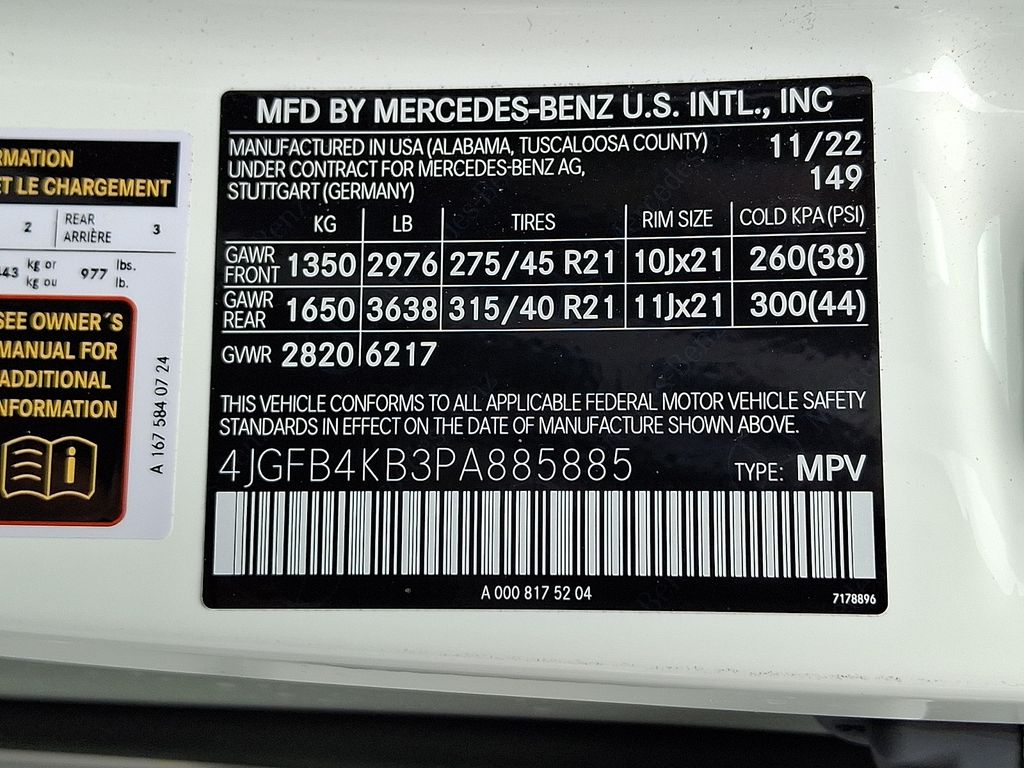 RMATION
ET LE CHARGEMENT
2 REAR ARRIÈRE 3
443 kg or kg ou 977 lbs. lb.
SEE OWNER´S
MANUAL FOR
ADDITIONAL
INFORMATION
A 167 584 07 24
MFD BY MERCEDES-BENZ U.S. INTL., INC
MANUFACTURED IN USA (ALABAMA, TUSCALOOSA COUNTY) 11/22
UNDER CONTRACT FOR MERCEDES-BENZ AG, 149
STUTTGART (GERMANY)
KG LB TIRES RIM SIZE COLD KPA (PSI)
GAWR FRONT 1350 2976 275/45 R21 10Jx21 260(38)
GAWR REAR 1650 3638 315/40 R21 11Jx21 300(44)
GVWR 2820 6217
THIS VEHICLE CONFORMS TO ALL APPLICABLE FEDERAL MOTOR VEHICLE SAFETY
STANDARDS IN EFFECT ON THE DATE OF MANUFACTURE SHOWN ABOVE.
4JGFB4KB3PA885885 TYPE: MPV
A 000 817 52 04
7178896